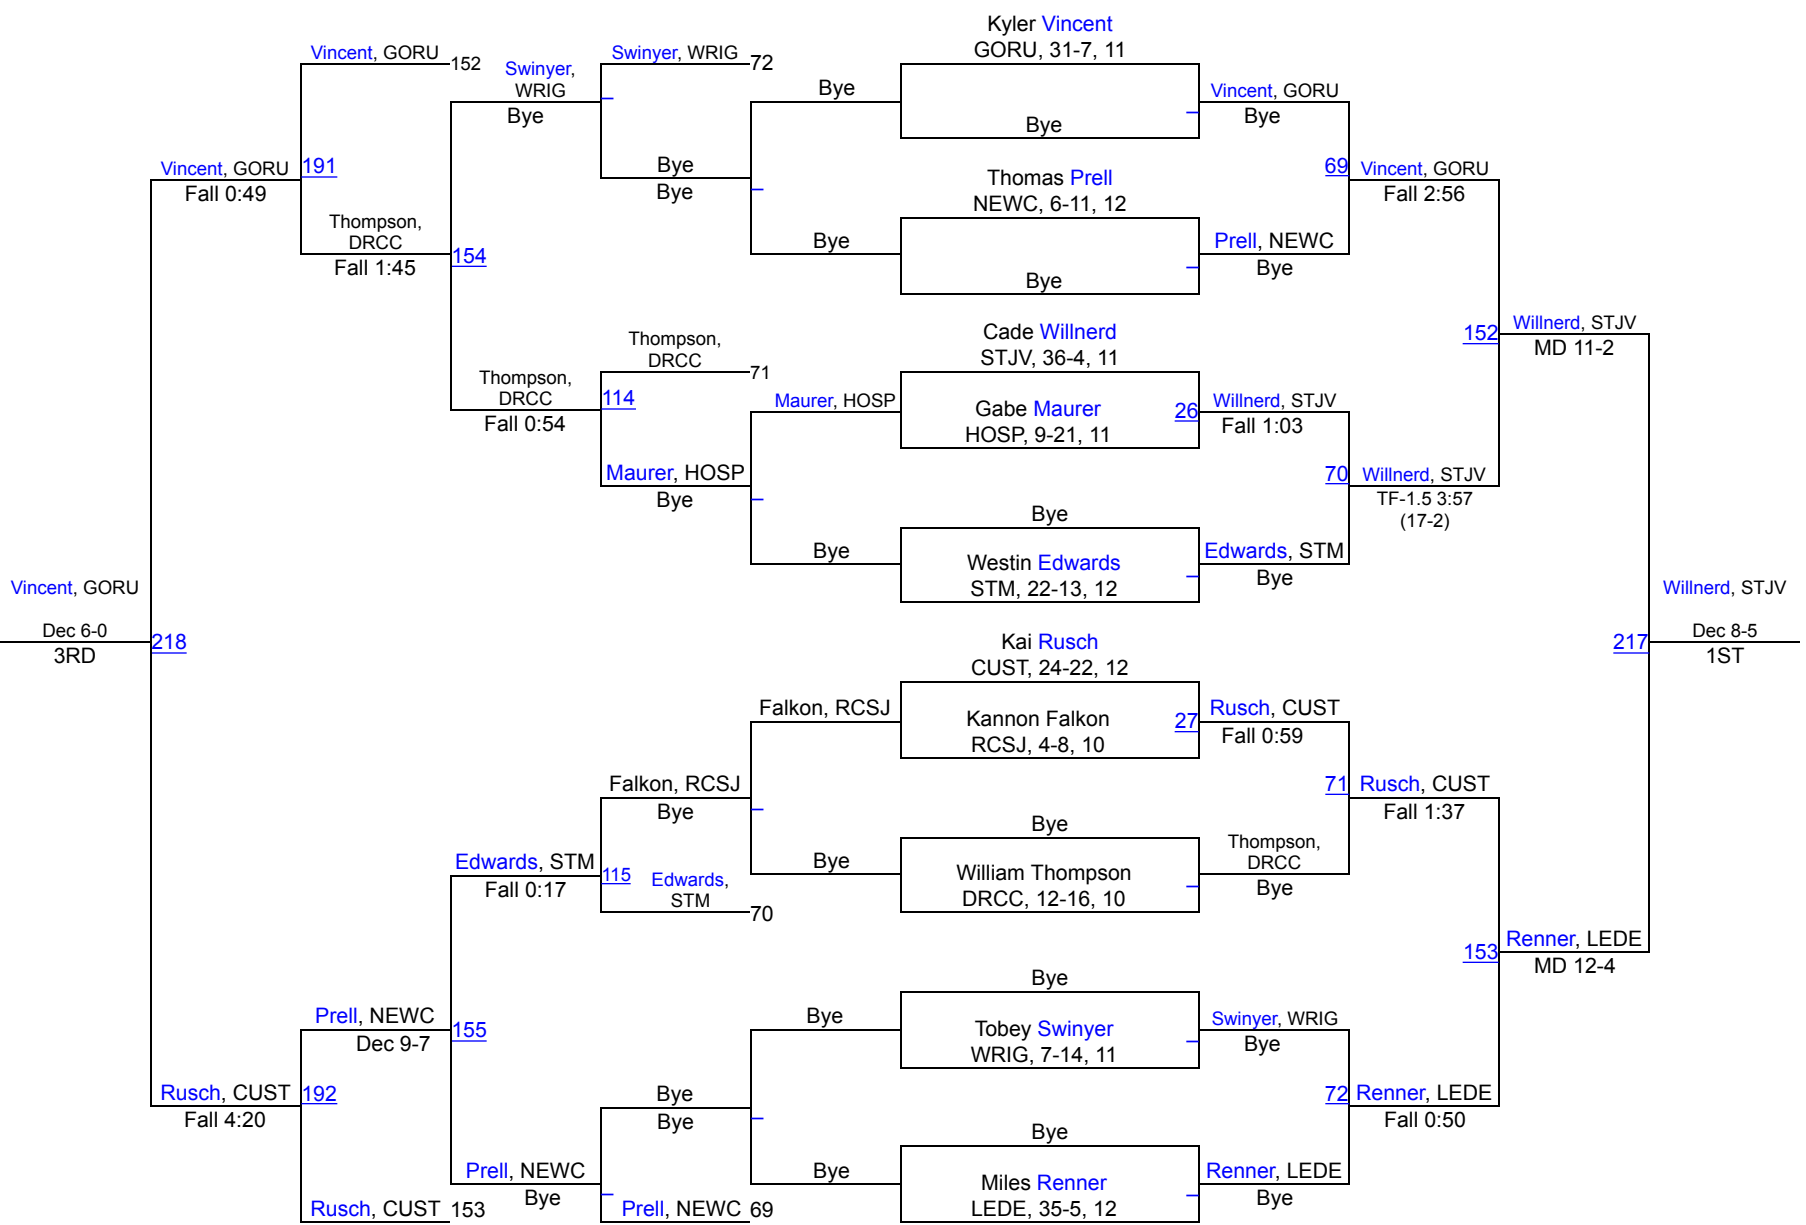 Kyler Vincent
GORU, 31-7, 11
Vincent, GORU
152
Swinyer,
WRIG
Bye
Swinyer, WRIG
72
Bye
Bye
Vincent, GORU
Bye
Vincent, GORU
191
Fall 0:49
Bye
Bye
Thomas Prell
NEWC, 6-11, 12
69
Vincent, GORU
Fall 2:56
Thompson,
DRCC
Fall 1:45
154
Bye
Bye
Prell, NEWC
Bye
Thompson,
DRCC
71
Cade Willnerd
STJV, 36-4, 11
152
Willnerd, STJV
MD 11-2
Thompson,
DRCC
Fall 0:54
114
Maurer, HOSP
Gabe Maurer
HOSP, 9-21, 11
26
Willnerd, STJV
Fall 1:03
Maurer, HOSP
Bye
70
Willnerd, STJV
TF-1.5 3:57
(17-2)
Bye
Bye
Westin Edwards
STM, 22-13, 12
Edwards, STM
Bye
Vincent, GORU
Dec 6-0
3RD
218
Kai Rusch
CUST, 24-22, 12
Willnerd, STJV
217
Dec 8-5
1ST
Falkon, RCSJ
Kannon Falkon
RCSJ, 4-8, 10
27
Rusch, CUST
Fall 0:59
Falkon, RCSJ
Bye
71
Rusch, CUST
Fall 1:37
Edwards, STM
Fall 0:17
115
Edwards,
STM
70
Bye
Bye
William Thompson
DRCC, 12-16, 10
Thompson,
DRCC
Bye
153
Renner, LEDE
MD 12-4
Prell, NEWC
Dec 9-7
155
Bye
Bye
Tobey Swinyer
WRIG, 7-14, 11
Swinyer, WRIG
Bye
Rusch, CUST
192
Fall 4:20
Bye
Bye
72
Renner, LEDE
Fall 0:50
Prell, NEWC
Bye
Bye
Bye
Miles Renner
LEDE, 35-5, 12
Renner, LEDE
Bye
Rusch, CUST
153
Prell, NEWC
69